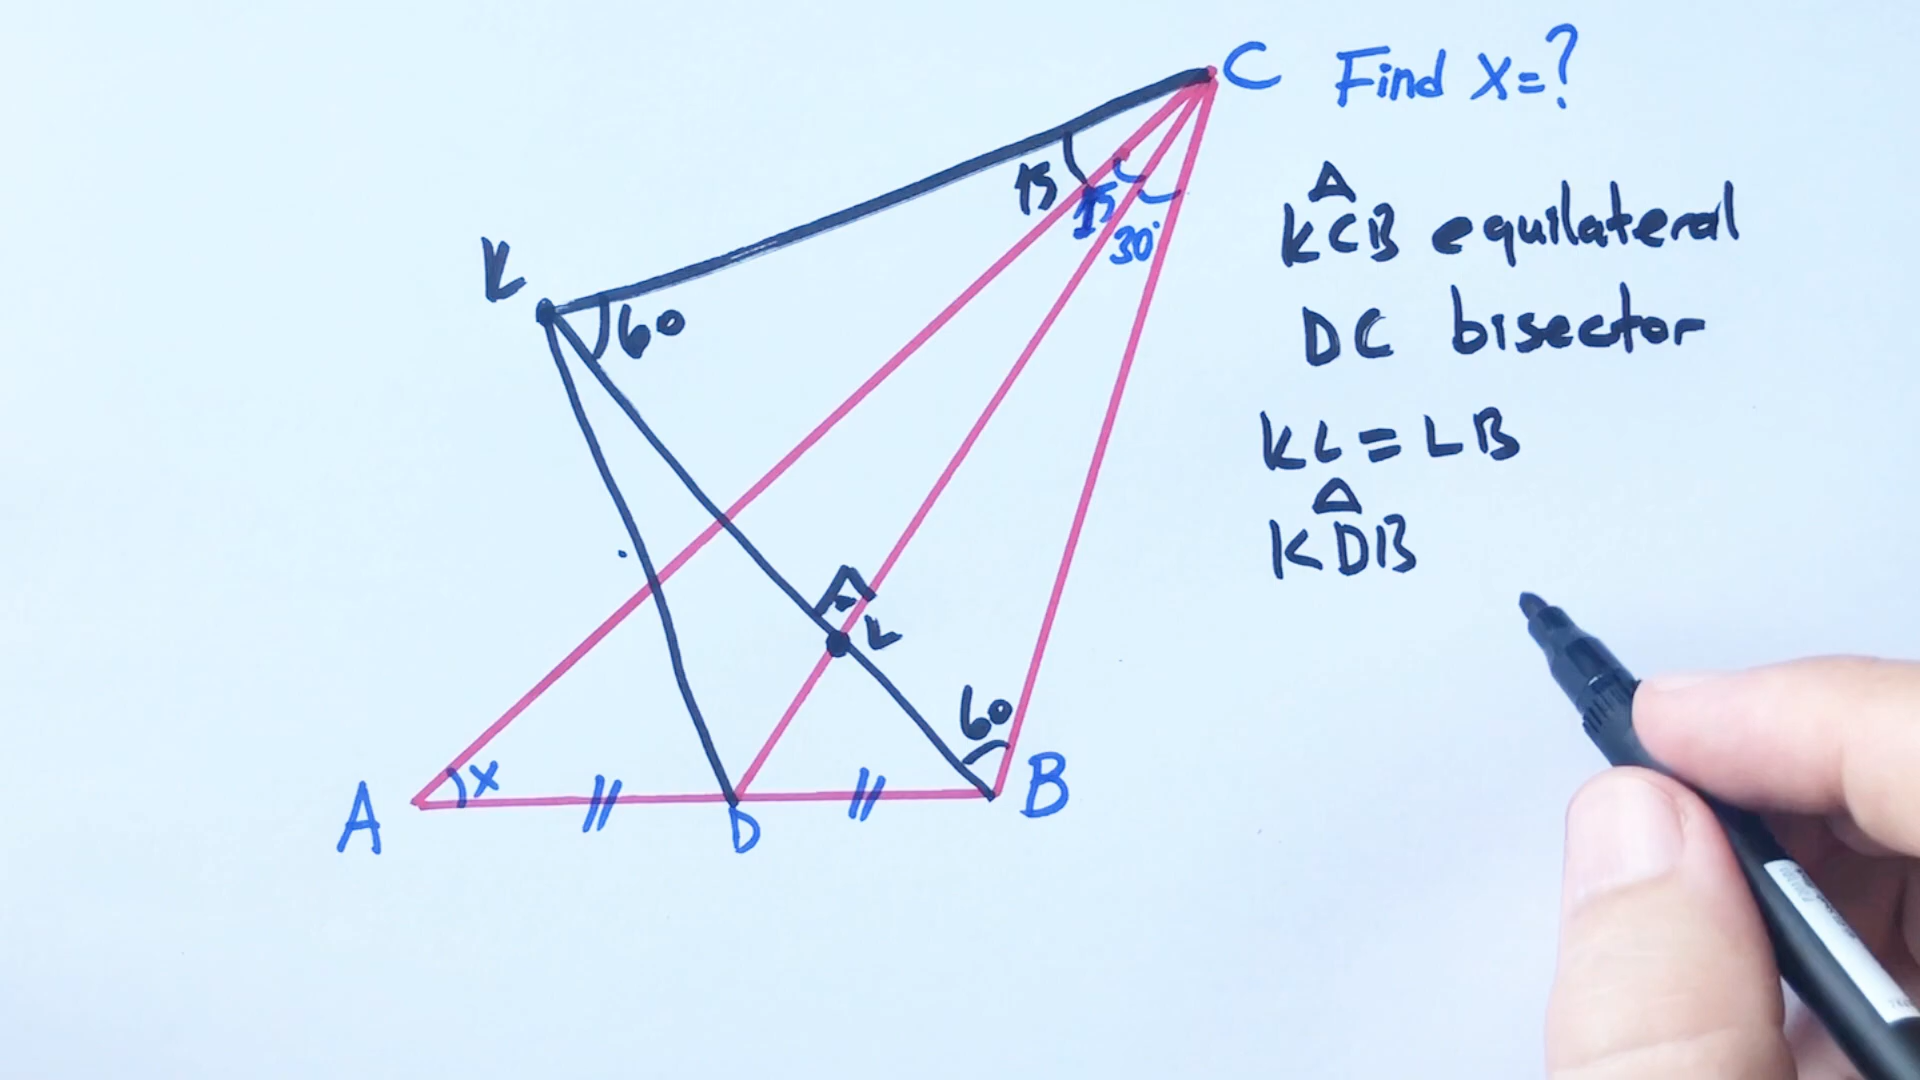 C
Find x=?
15
15
30°
K
60
KCB equilateral
DC bisector
KL=LB
KDB
L
60
x
A
D
B